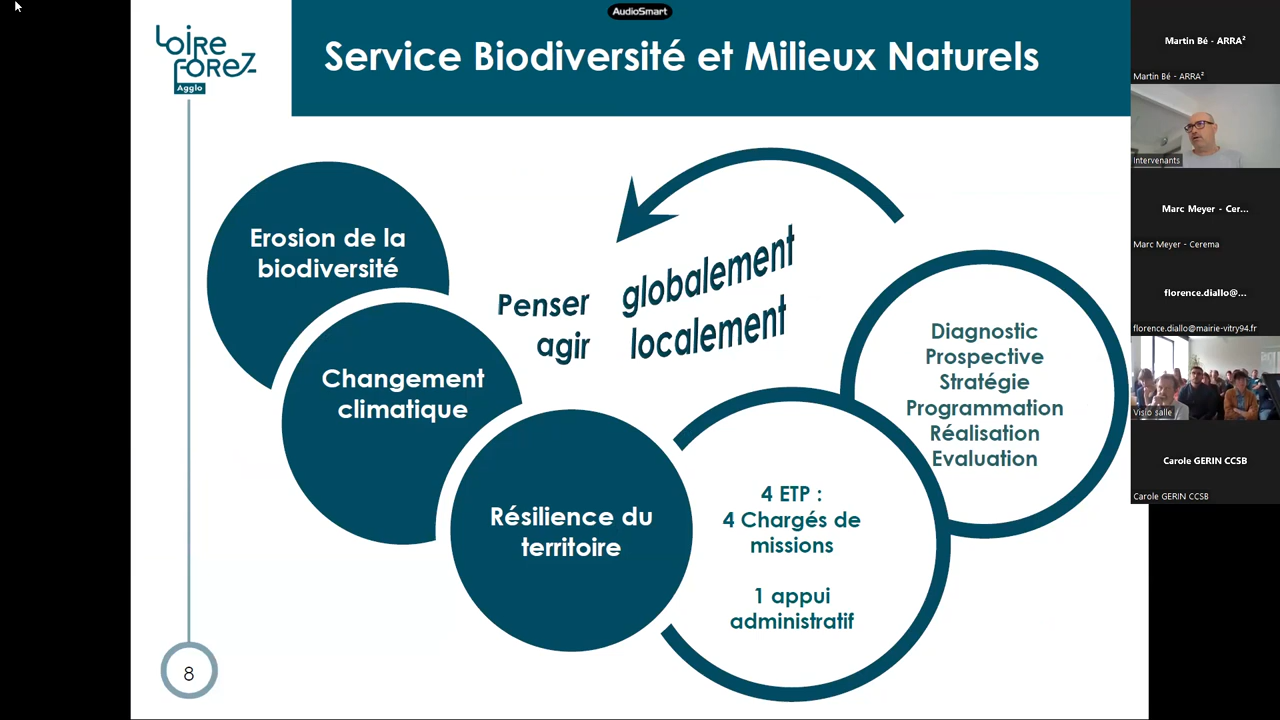 AudioSmart
Loire
forez
Agglo
Service Biodiversité et Milieux Naturels
Erosion de la
biodiversité
Changement
climatique
Résilience du
territoire
Penser globalement
agir localement
4 ETP :
4 Chargés de
missions
1 appui
administratif
Diagnostic
Prospective
Stratégie
Programmation
Réalisation
Evaluation
8
Martin Bé - ARRA²
Martin Bé - ARRA²
Intervenants
Marc Meyer - Cer...
Marc Meyer - Cerema
florence.diallo@...
florence.diallo@mairie-vitry94.fr
Visio salle
Carole GERIN CCSB
Carole GERIN CCSB